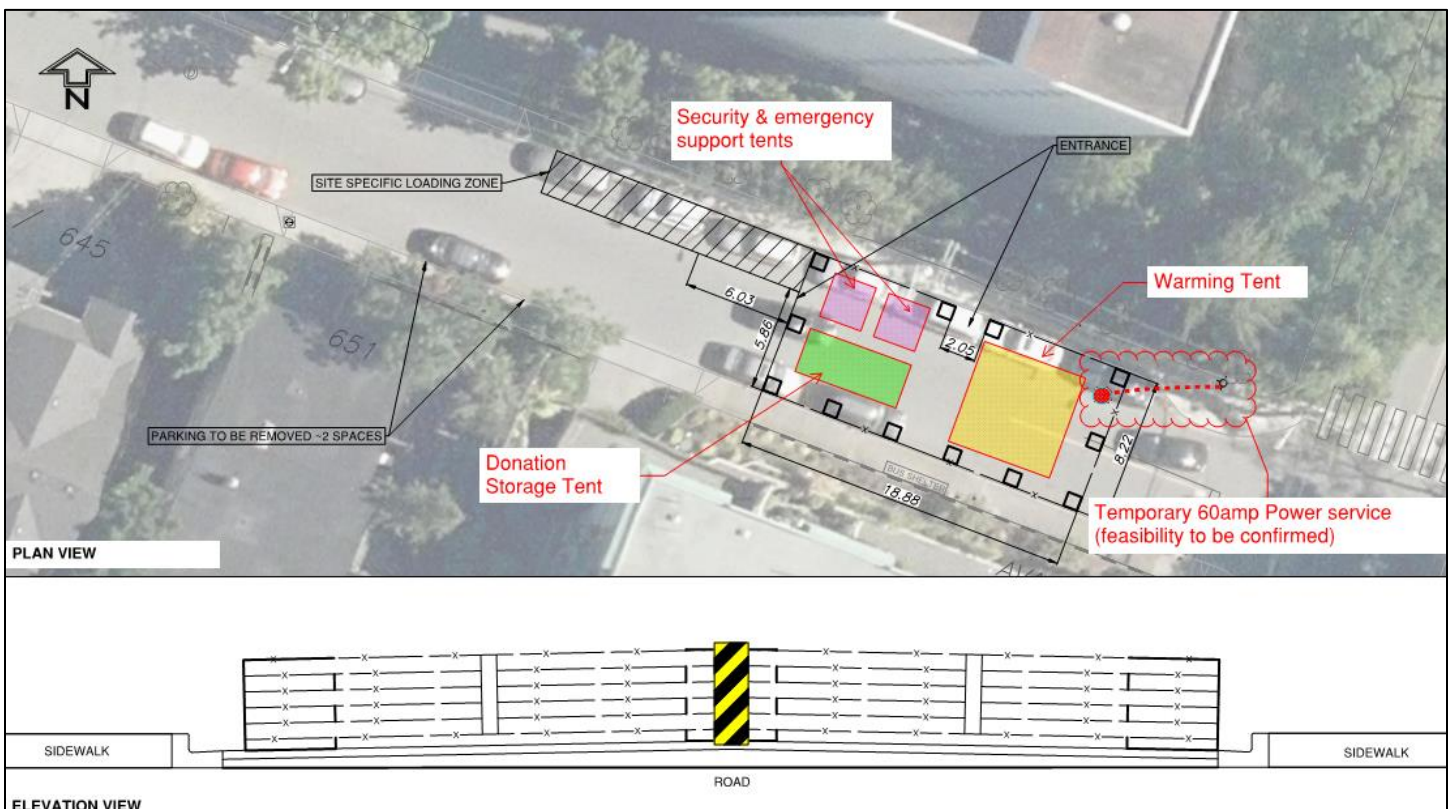 N
Security & emergency
support tents
ENTRANCE
SITE SPECIFIC LOADING ZONE
645
Warming Tent
6.03
5.86
2.05
651
PARKING TO BE REMOVED ~2 SPACES
8.22
Donation
Storage Tent
BUS SHELTER
18.88
Temporary 60amp Power service
(feasibility to be confirmed)
PLAN VIEW
SIDEWALK
SIDEWALK
ROAD
ELEVATION VIEW